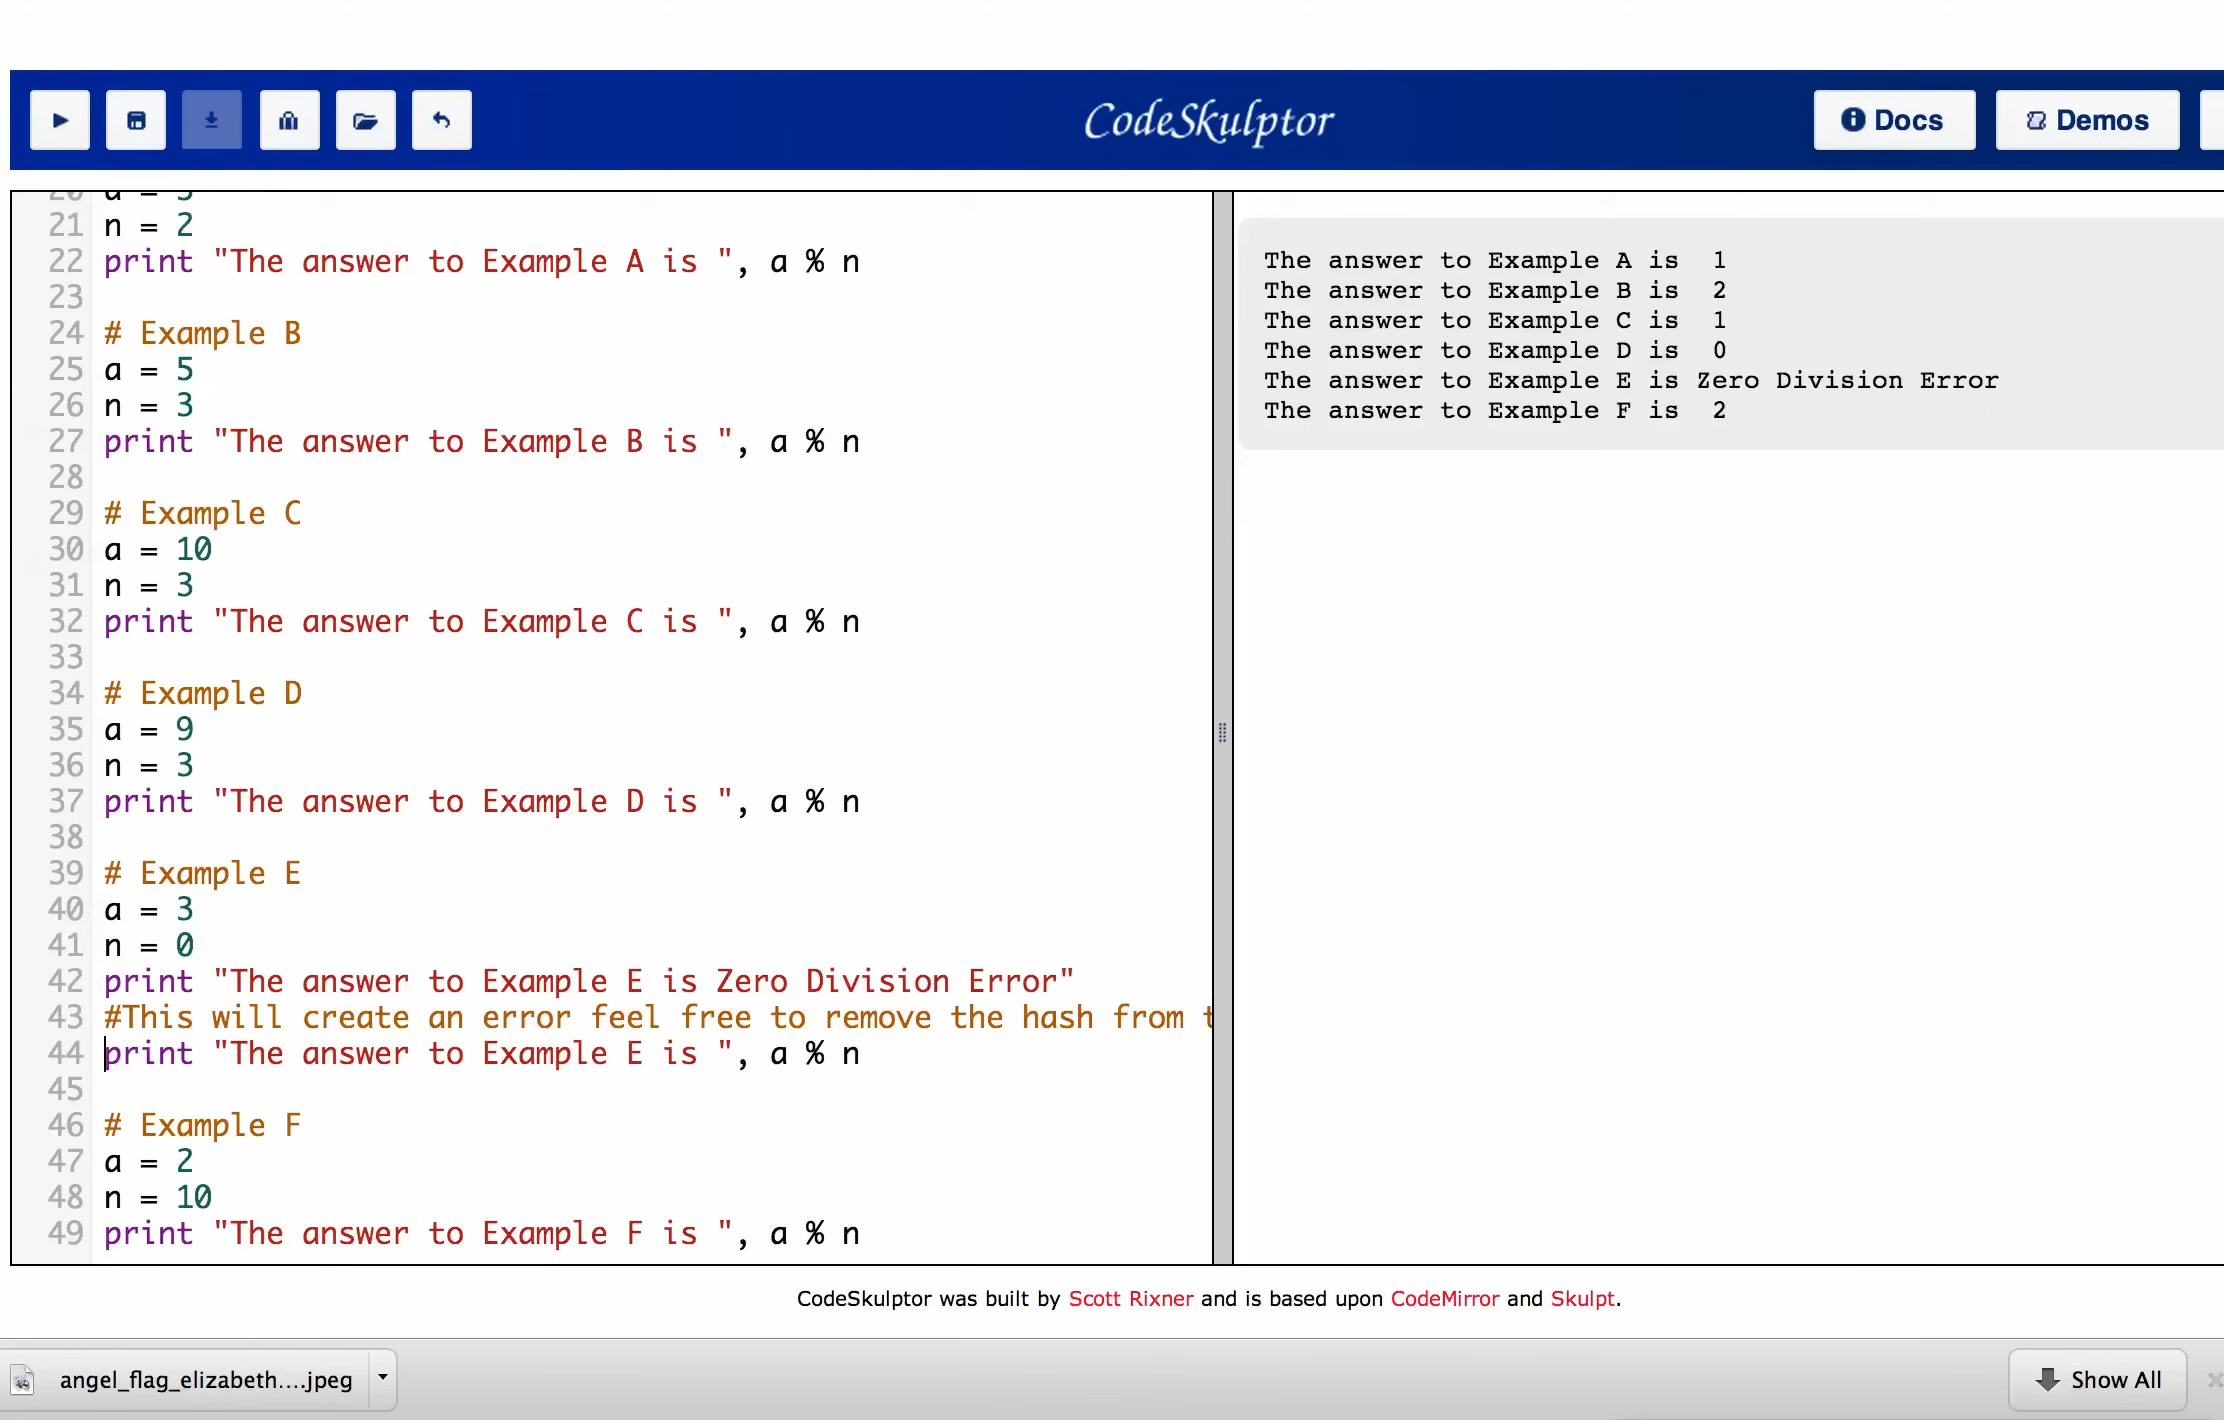 CodeSkulptor
Docs
Demos
21 n = 2
22 print "The answer to Example A is ", a % n
23
24 # Example B
25 a = 5
26 n = 3
27 print "The answer to Example B is ", a % n
28
29 # Example C
30 a = 10
31 n = 3
32 print "The answer to Example C is ", a % n
33
34 # Example D
35 a = 9
36 n = 3
37 print "The answer to Example D is ", a % n
38
39 # Example E
40 a = 3
41 n = 0
42 print "The answer to Example E is Zero Division Error"
43 #This will create an error feel free to remove the hash from
44 print "The answer to Example E is ", a % n
45
46 # Example F
47 a = 2
48 n = 10
49 print "The answer to Example F is ", a % n
The answer to Example A is  1
The answer to Example B is  2
The answer to Example C is  1
The answer to Example D is  0
The answer to Example E is Zero Division Error
The answer to Example F is  2
CodeSkulptor was built by Scott Rixner and is based upon CodeMirror and Skulpt.
angel_flag_elizabeth....jpeg
Show All